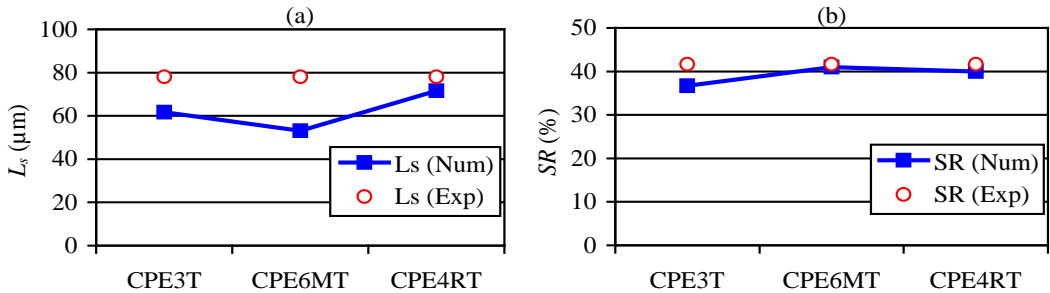 (a)
100
80
60
40
20
0
Ls (µm)
Ls (Num)
Ls (Exp)
CPE3T CPE6MT CPE4RT
(b)
50
40
30
20
10
0
SR (%)
SR (Num)
SR (Exp)
CPE3T CPE6MT CPE4RT